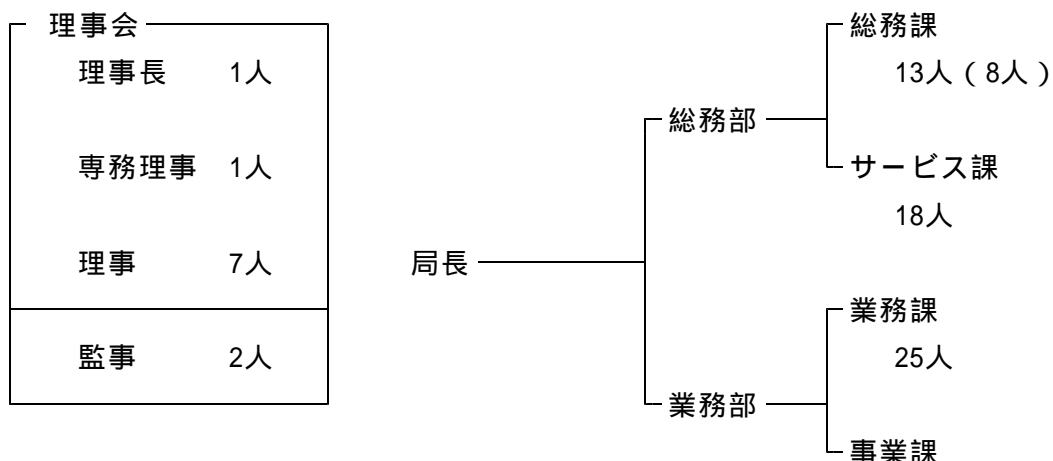 理事会
理事長 1人
専務理事 1人
理事 7人
監事 2人
局長
総務部
総務課
13人(8人)
サービス課
18人
業務部
業務課
25人
事業課